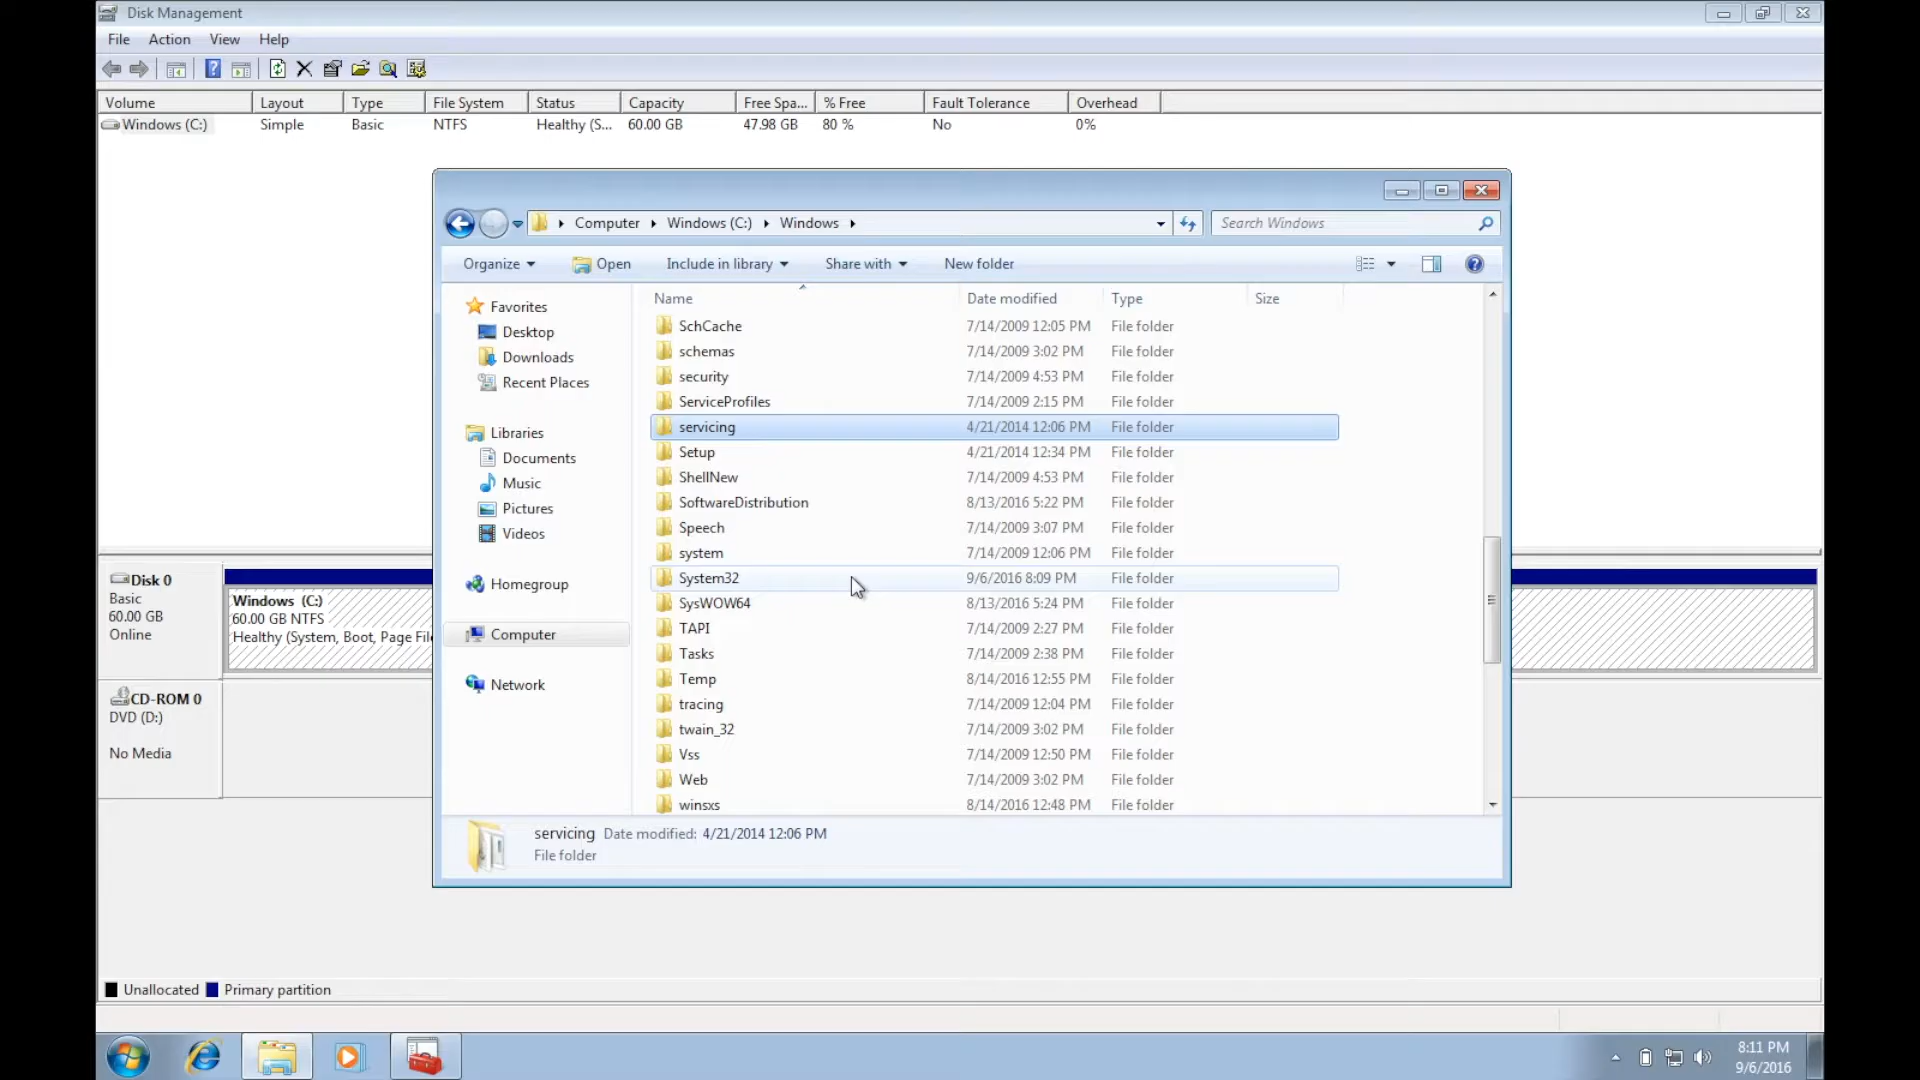 Disk Management
File Action View Help
Volume Layout Type File System Status Capacity Free Spa... % Free Fault Tolerance Overhead
Windows (C:) Simple Basic NTFS Healthy (S... 60.00 GB 47.98 GB 80 % No 0%
Computer Windows (C:) Windows Search Windows
Organize Open Include in library Share with New folder
Name Date modified Type Size
SchCache 7/14/2009 12:05 PM File folder
schemas 7/14/2009 3:02 PM File folder
security 7/14/2009 4:53 PM File folder
ServiceProfiles 7/14/2009 2:15 PM File folder
servicing 4/21/2014 12:06 PM File folder
Setup 4/21/2014 12:34 PM File folder
ShellNew 7/14/2009 4:53 PM File folder
SoftwareDistribution 8/13/2016 5:22 PM File folder
Speech 7/14/2009 3:07 PM File folder
system 7/14/2009 12:06 PM File folder
System32 9/6/2016 8:09 PM File folder
SysWOW64 8/13/2016 5:24 PM File folder
TAPI 7/14/2009 2:27 PM File folder
Tasks 7/14/2009 2:38 PM File folder
Temp 8/14/2016 12:55 PM File folder
tracing 7/14/2009 12:04 PM File folder
twain_32 7/14/2009 3:02 PM File folder
Vss 7/14/2009 12:50 PM File folder
Web 7/14/2009 3:02 PM File folder
winsxs 8/14/2016 12:48 PM File folder
Favorites
Desktop
Downloads
Recent Places
Libraries
Documents
Music
Pictures
Videos
Homegroup
Computer
Network
servicing Date modified: 4/21/2014 12:06 PM
File folder
Disk 0
Basic
60.00 GB
Online
Windows (C:)
60.00 GB NTFS
Healthy (System, Boot, Page File
CD-ROM 0
DVD (D:)
No Media
Unallocated Primary partition
8:11 PM
9/6/2016